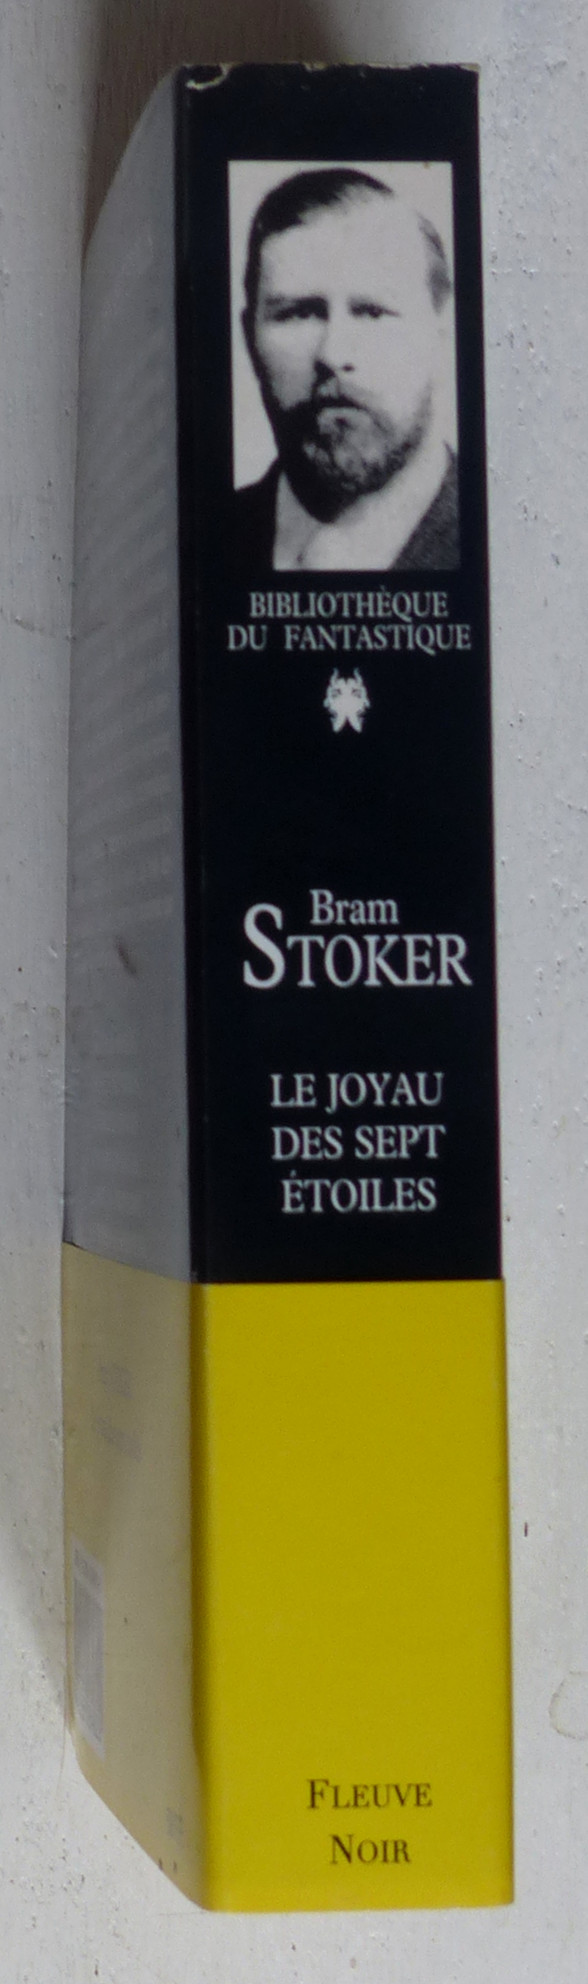 BIBLIOTHÈQUE
DU FANTASTIQUE
Bram
STOKER
LE JOYAU
DES SEPT
ÉTOILES
FLEUVE
NOIR